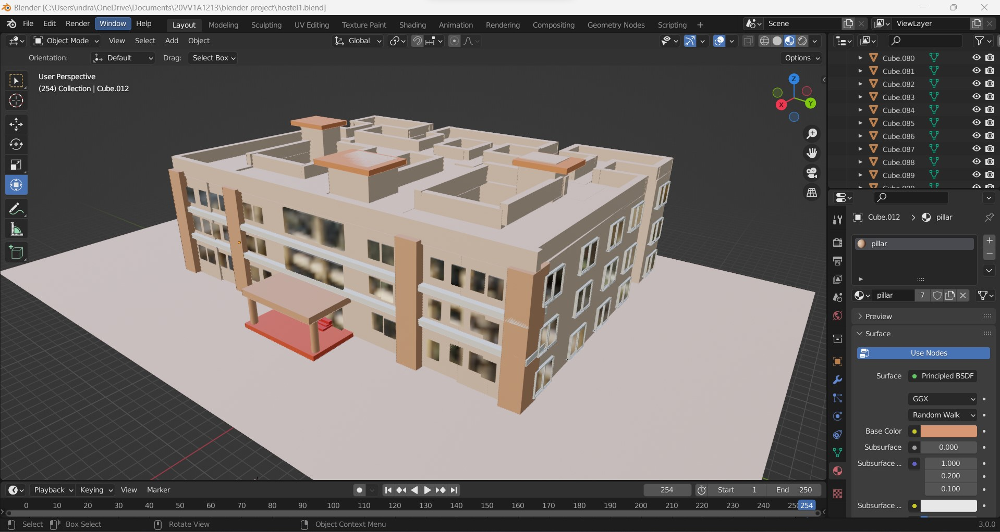 Blender [C:\Users\indra\OneDrive\Documents\20VV1A1213\blender project\hostel1.blend]
File Edit Render Window Help Layout Modeling Sculpting UV Editing Texture Paint Shading Animation Rendering Compositing Geometry Nodes Scripting + Scene ViewLayer
Object Mode View Select Add Object Global
Orientation: Default Drag: Select Box Options
User Perspective
(254) Collection | Cube.012
Z
X
Y
Cube.080
Cube.081
Cube.082
Cube.083
Cube.084
Cube.085
Cube.086
Cube.087
Cube.088
Cube.089
Cube.012 > pillar
pillar
pillar 7
Preview
Surface
Use Nodes
Surface Principled BSDF
GGX
Random Walk
Base Color
Subsurface 0.000
Subsurface ... 1.000
0.200
0.100
Subsurface ...
Playback Keying View Marker 254 Start 1 End 250
0 10 20 30 40 50 60 70 80 90 100 110 120 130 140 150 160 170 180 190 200 210 220 230 240 254
Select Box Select Rotate View Object Context Menu 3.0.0